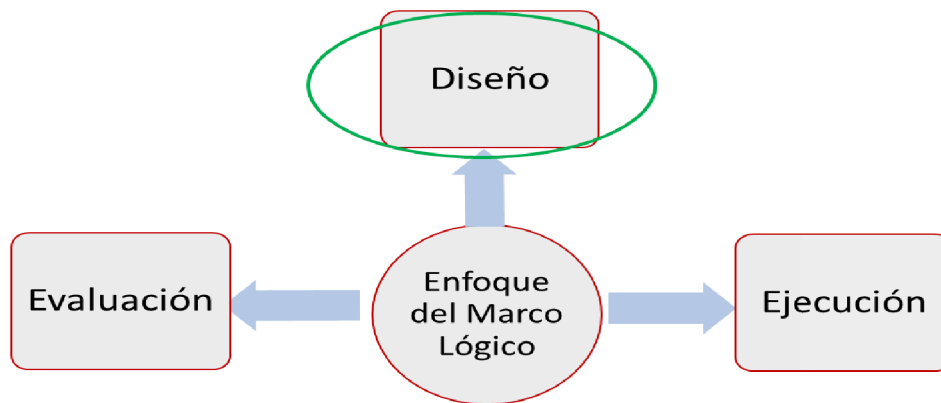 Diseño
Evaluación
Enfoque
del Marco
Lógico
Ejecución